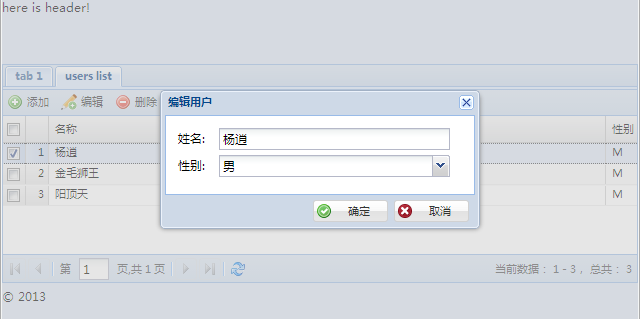 here is header!
tab 1 users list
添加 编辑 删除
编辑用户
名称 性别
姓名: 杨逍
性别: 男
1 杨逍 M
2 金毛狮王 M
3 阳顶天 M
确定 取消
第 1 页,共 1 页 当前数据： 1 - 3 ，总共： 3
© 2013